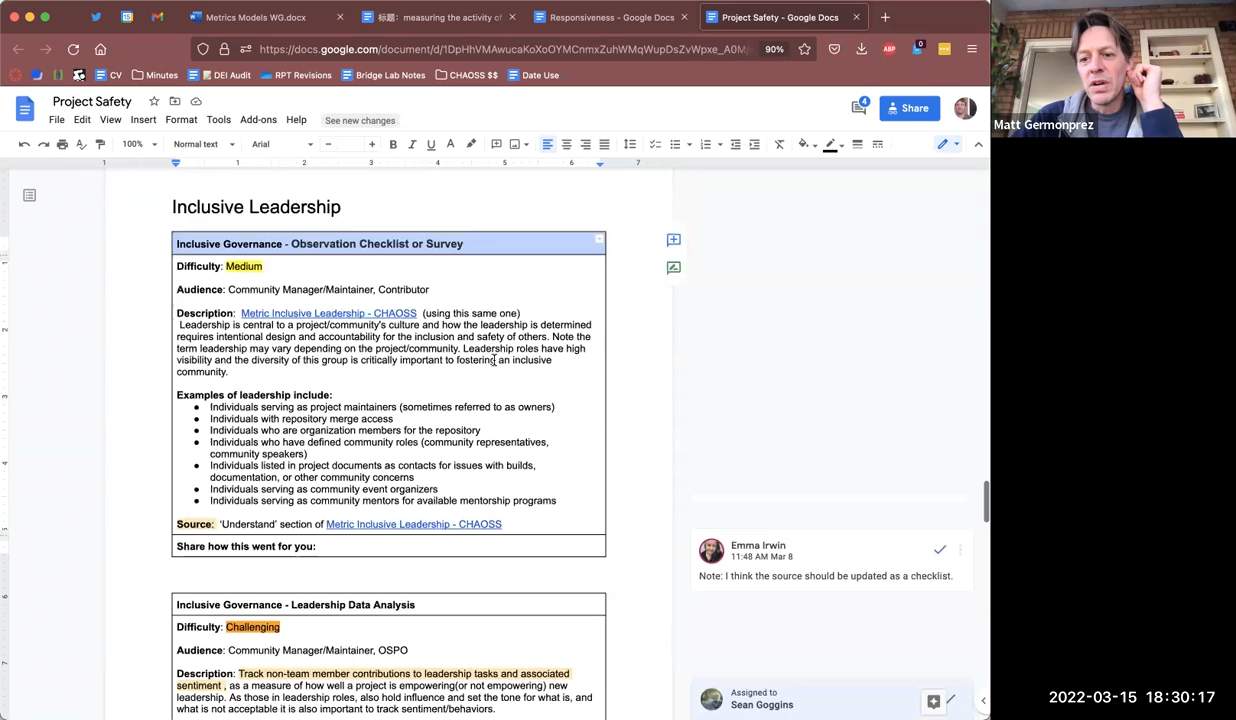 Metrics Models WG.docx
标题：measuring the activity of
Responsiveness - Google Docs
Project Safety - Google Docs
https://docs.google.com/document/d/1DpHhVMAwucaKoXoOYMCnmxZuhWMqWupDsZvWpxe_A0M/
90%
ABP
0
CV
Minutes
DEI Audit
RPT Revisions
Bridge Lab Notes
CHAOSS $$
Date Use
Project Safety
File Edit View Insert Format Tools Add-ons Help See new changes
4
Share
100% Normal text Arial
1 1 2 3 4 5 6 7
Inclusive Leadership
Inclusive Governance - Observation Checklist or Survey
Difficulty: Medium
Audience: Community Manager/Maintainer, Contributor
Description: Metric Inclusive Leadership - CHAOSS (using this same one)
Leadership is central to a project/community's culture and how the leadership is determined
requires intentional design and accountability for the inclusion and safety of others. Note the
term leadership may vary depending on the project/community. Leadership roles have high
visibility and the diversity of this group is critically important to fostering an inclusive
community.
Examples of leadership include:
● Individuals serving as project maintainers (sometimes referred to as owners)
● Individuals with repository merge access
● Individuals who are organization members for the repository
● Individuals who have defined community roles (community representatives,
community speakers)
● Individuals listed in project documents as contacts for issues with builds,
documentation, or other community concerns
● Individuals serving as community event organizers
● Individuals serving as community mentors for available mentorship programs
Source: ‘Understand’ section of Metric Inclusive Leadership - CHAOSS
Share how this went for you:
Inclusive Governance - Leadership Data Analysis
Difficulty: Challenging
Audience: Community Manager/Maintainer, OSPO
Description: Track non-team member contributions to leadership tasks and associated
sentiment , as a measure of how well a project is empowering(or not empowering) new
leadership. As those in leadership roles, also hold influence and set the tone for what is, and
what is not acceptable it is also important to track sentiment/behaviors.
Emma Irwin
11:48 AM Mar 8
Note: I think the source should be updated as a checklist.
Assigned to
Sean Goggins
Matt Germonprez
2022-03-15 18:30:17